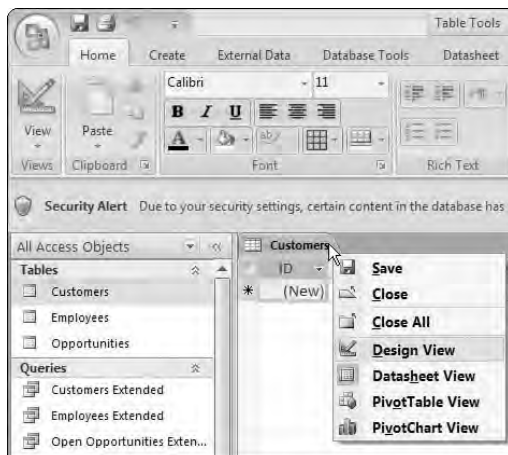 Table Tools
Home Create External Data Database Tools Datasheet
Calibri 11
B I U
A ab
View Paste
Views Clipboard Font Rich Text
Security Alert Due to your security settings, certain content in the database has
All Access Objects
Customers
Tables
ID
Save
Customers
* (New)
Close
Employees
Close All
Opportunities
Design View
Queries
Datasheet View
Customers Extended
PivotTable View
Employees Extended
PivotChart View
Open Opportunities Exten...